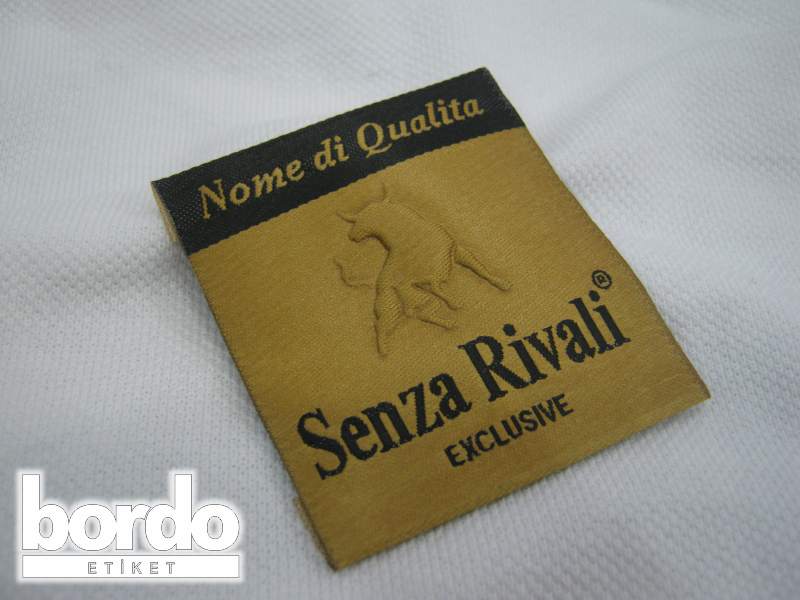 Nome di Qualita
Senza Rivali®
EXCLUSIVE
bordo
ETİKET